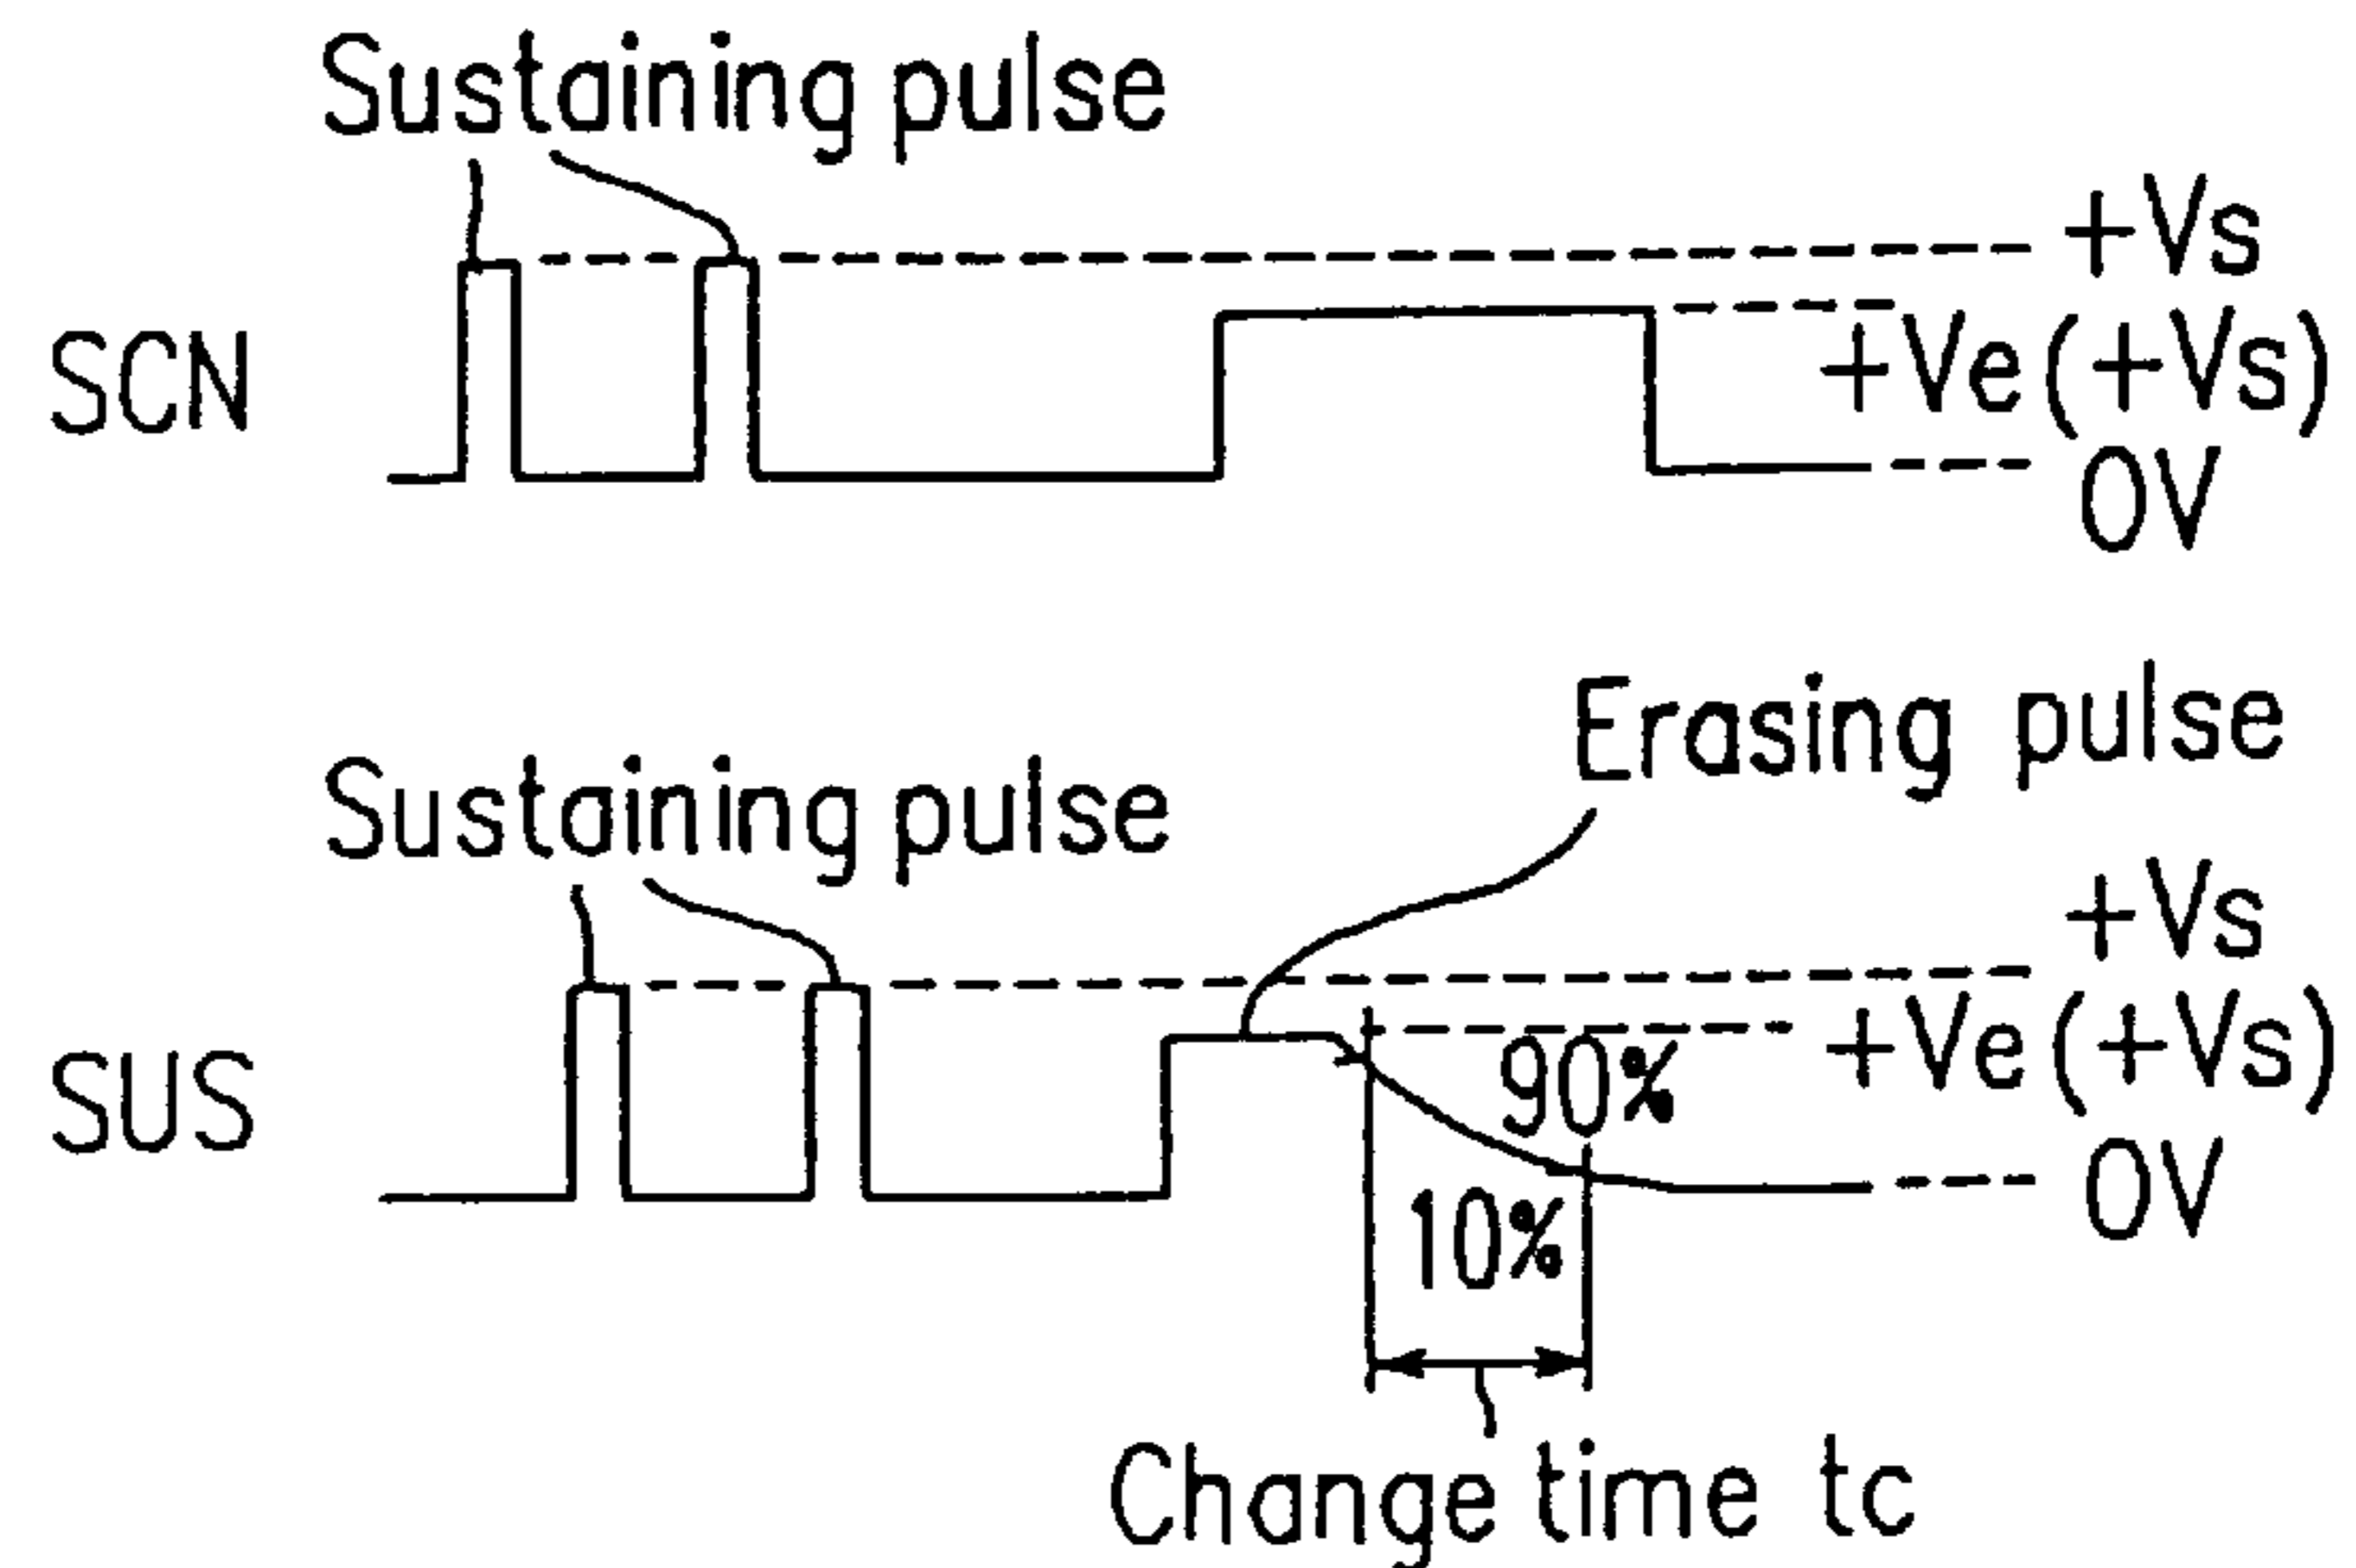 Sustaining pulse
+Vs
SCN
+Ve(+Vs)
0V
Erasing pulse
Sustaining pulse
+Vs
+Ve(+Vs)
90%
SUS
0V
10%
Change time tc